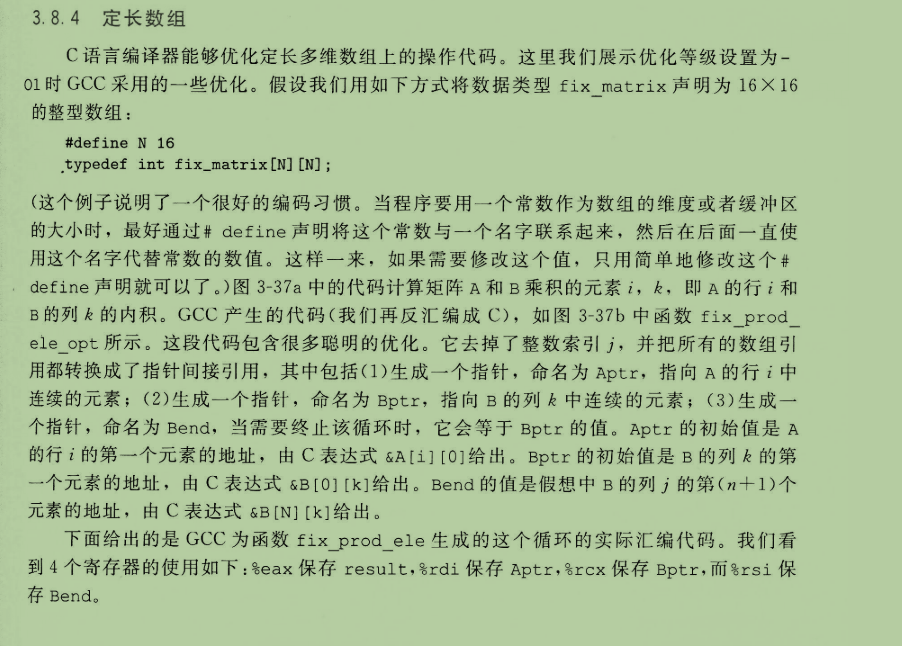 3.8.4 定长数组
C 语言编译器能够优化定长多维数组上的操作代码。这里我们展示优化等级设置为-
O1 时 GCC 采用的一些优化。假设我们用如下方式将数据类型 fix_matrix 声明为 16×16
的整型数组：
#define N 16
typedef int fix_matrix[N][N];
(这个例子说明了一个很好的编码习惯。当程序要用一个常数作为数组的维度或者缓冲区
的大小时，最好通过# define 声明将这个常数与一个名字联系起来，然后在后面一直使
用这个名字代替常数的数值。这样一来，如果需要修改这个值，只用简单地修改这个#
define 声明就可以了。)图 3-37a 中的代码计算矩阵 A 和 B 乘积的元素 i，k，即 A 的行 i 和
B 的列 k 的内积。GCC 产生的代码(我们再反汇编成 C)，如图 3-37b 中函数 fix_prod_
ele_opt 所示。这段代码包含很多聪明的优化。它去掉了整数索引 j，并把所有的数组引
用都转换成了指针间接引用，其中包括(1)生成一个指针，命名为 Aptr，指向 A 的行 i 中
连续的元素；(2)生成一个指针，命名为 Bptr，指向 B 的列 k 中连续的元素；(3)生成一
个指针，命名为 Bend，当需要终止该循环时，它会等于 Bptr 的值。Aptr 的初始值是 A
的行 i 的第一个元素的地址，由 C 表达式 &A[i][0]给出。Bptr 的初始值是 B 的列 k 的第
一个元素的地址，由 C 表达式 &B[0][k]给出。Bend 的值是假想中 B 的列 j 的第(n+1)个
元素的地址，由 C 表达式 &B[N][k]给出。
下面给出的是 GCC 为函数 fix_prod_ele 生成的这个循环的实际汇编代码。我们看
到 4 个寄存器的使用如下：%eax 保存 result，%rdi 保存 Aptr，%rcx 保存 Bptr，而%rsi 保
存 Bend。